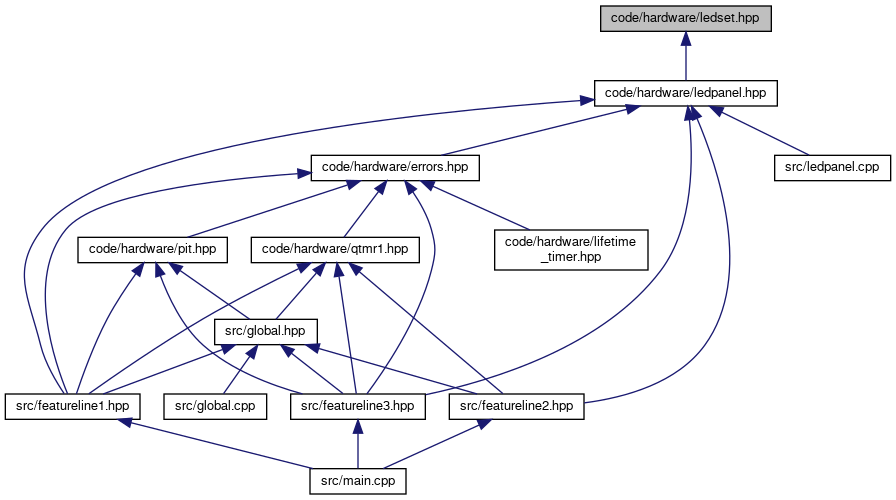 code/hardware/ledset.hpp
code/hardware/ledpanel.hpp
code/hardware/errors.hpp
src/ledpanel.cpp
code/hardware/pit.hpp
code/hardware/qtmr1.hpp
code/hardware/lifetime
_timer.hpp
src/global.hpp
src/featureline1.hpp
src/global.cpp
src/featureline3.hpp
src/featureline2.hpp
src/main.cpp